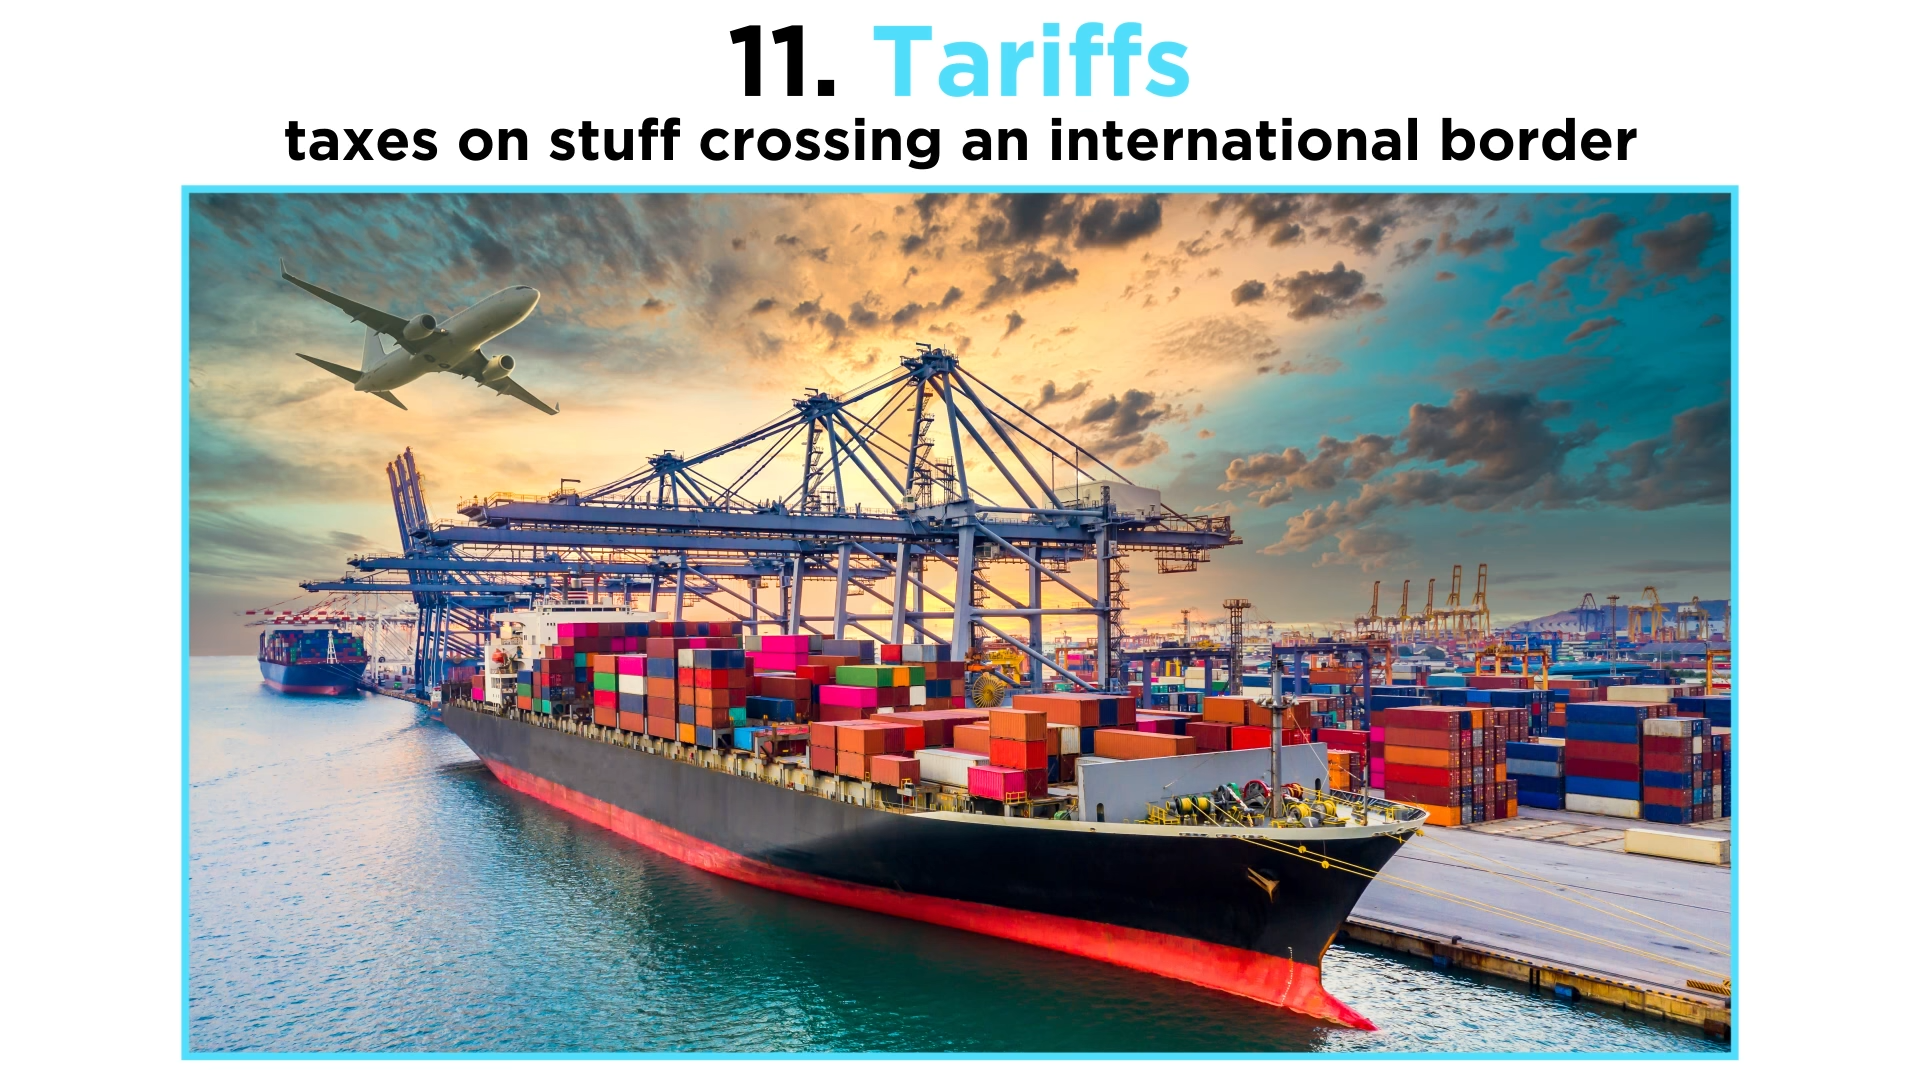 11. Tariffs
taxes on stuff crossing an international border